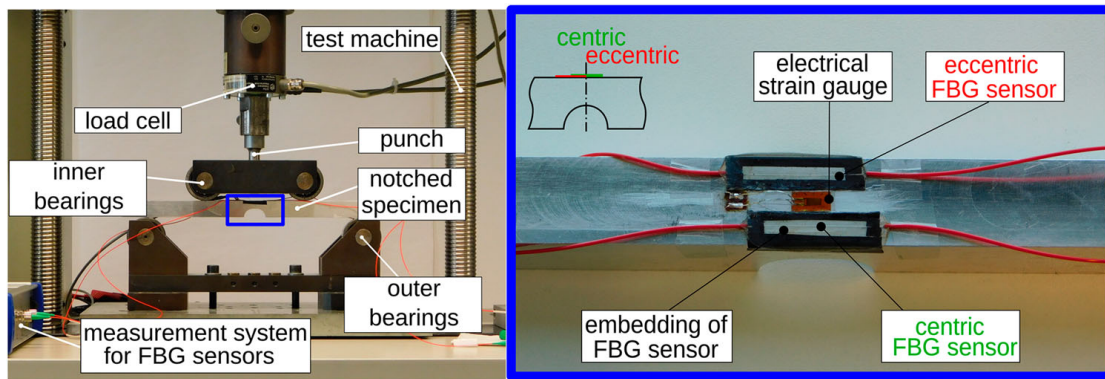 test machine
load cell
punch
inner
bearings
notched
specimen
outer
bearings
measurement system
for FBG sensors
centric
eccentric
electrical
strain gauge
eccentric
FBG sensor
embedding of
FBG sensor
centric
FBG sensor